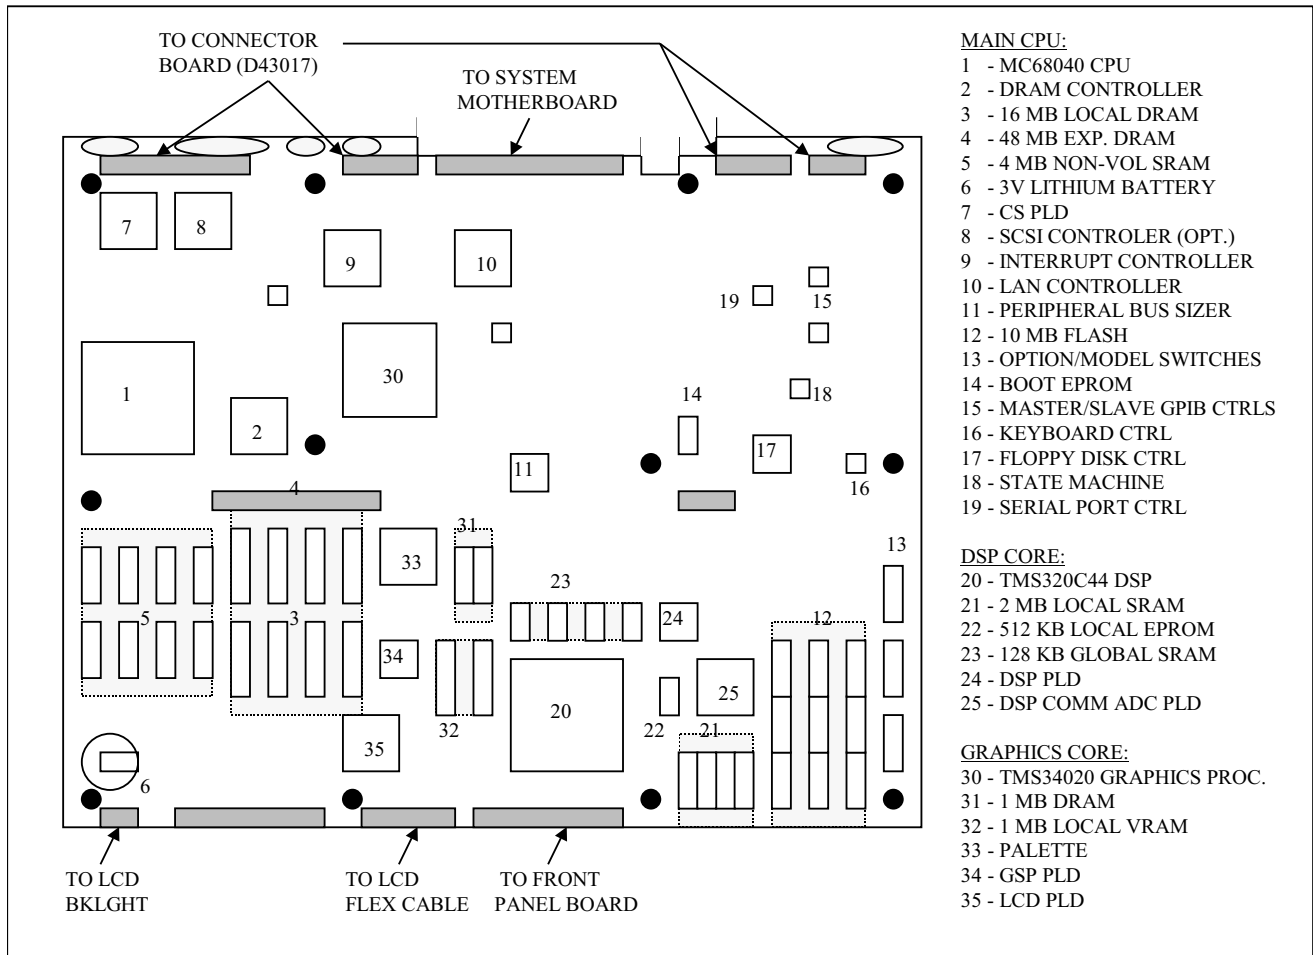 TO CONNECTOR
BOARD (D43017)
TO SYSTEM
MOTHERBOARD
7
8
9
10
19
15
1
30
2
14
18
17
16
11
4
31
33
23
13
5
3
34
24
12
32
20
22
25
21
35
6
TO LCD
BKLGHT
TO LCD
FLEX CABLE
TO FRONT
PANEL BOARD
MAIN CPU:
1 - MC68040 CPU
2 - DRAM CONTROLLER
3 - 16 MB LOCAL DRAM
4 - 48 MB EXP. DRAM
5 - 4 MB NON-VOL SRAM
6 - 3V LITHIUM BATTERY
7 - CS PLD
8 - SCSI CONTROLER (OPT.)
9 - INTERRUPT CONTROLLER
10 - LAN CONTROLLER
11 - PERIPHERAL BUS SIZER
12 - 10 MB FLASH
13 - OPTION/MODEL SWITCHES
14 - BOOT EPROM
15 - MASTER/SLAVE GPIB CTRLS
16 - KEYBOARD CTRL
17 - FLOPPY DISK CTRL
18 - STATE MACHINE
19 - SERIAL PORT CTRL
DSP CORE:
20 - TMS320C44 DSP
21 - 2 MB LOCAL SRAM
22 - 512 KB LOCAL EPROM
23 - 128 KB GLOBAL SRAM
24 - DSP PLD
25 - DSP COMM ADC PLD
GRAPHICS CORE:
30 - TMS34020 GRAPHICS PROC.
31 - 1 MB DRAM
32 - 1 MB LOCAL VRAM
33 - PALETTE
34 - GSP PLD
35 - LCD PLD